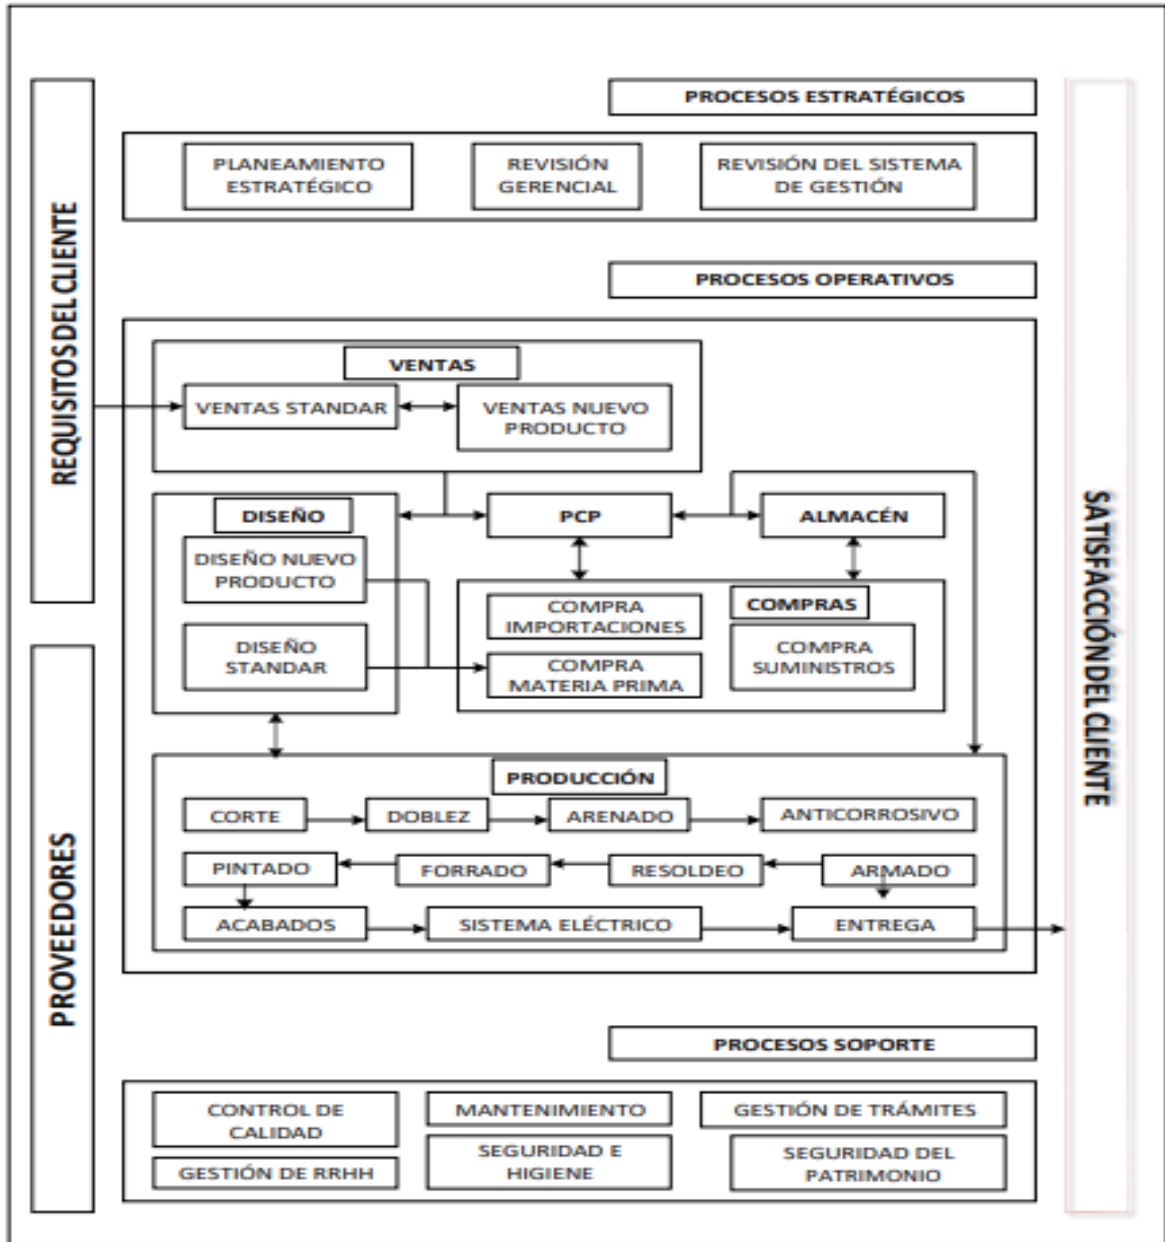 REQUISITOS DEL CLIENTE
PROVEEDORES
PROCESOS ESTRATÉGICOS
PLANEAMIENTO
ESTRATÉGICO
REVISIÓN
GERENCIAL
REVISIÓN DEL SISTEMA
DE GESTIÓN
PROCESOS OPERATIVOS
VENTAS
VENTAS STANDAR
VENTAS NUEVO
PRODUCTO
DISEÑO
DISEÑO NUEVO
PRODUCTO
DISEÑO
STANDAR
PCP
ALMACÉN
COMPRAS
COMPRA
IMPORTACIONES
COMPRA
MATERIA PRIMA
COMPRA
SUMINISTROS
PRODUCCIÓN
CORTE
DOBLEZ
ARENADO
ANTICORROSIVO
PINTADO
FORRADO
RESOLDEO
ARMADO
ACABADOS
SISTEMA ELÉCTRICO
ENTREGA
PROCESOS SOPORTE
CONTROL DE
CALIDAD
MANTENIMIENTO
GESTIÓN DE TRÁMITES
GESTIÓN DE RRHH
SEGURIDAD E
HIGIENE
SEGURIDAD DEL
PATRIMONIO
SATISFACCIÓN DEL CLIENTE